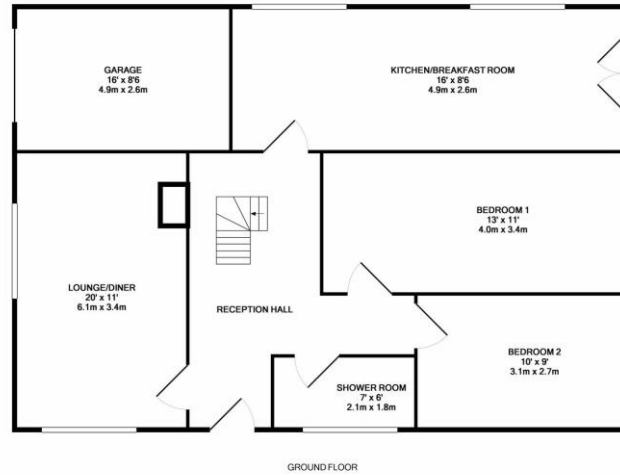 GARAGE
16' x 8'6
4.9m x 2.6m
KITCHEN/BREAKFAST ROOM
16' x 8'6
4.9m x 2.6m
BEDROOM 1
13' x 11'
4.0m x 3.4m
LOUNGE/DINER
20' x 11'
6.1m x 3.4m
RECEPTION HALL
BEDROOM 2
10' x 9'
3.1m x 2.7m
SHOWER ROOM
7' x 6'
2.1m x 1.8m
GROUND FLOOR